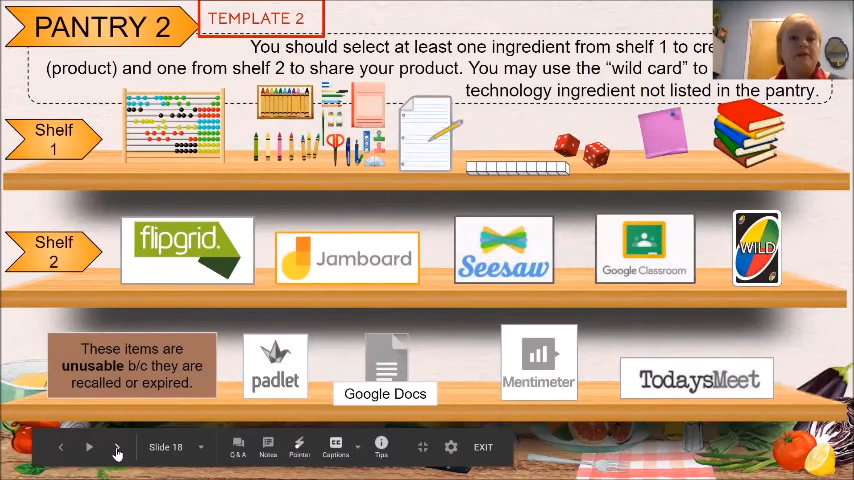 PANTRY 2
TEMPLATE 2
You should select at least one ingredient from shelf 1 to
(product) and one from shelf 2 to share your product. You may use the “wild card” to
technology ingredient not listed in the pantry.
Shelf
1
Shelf
2
flipgrid.
Jamboard
Seesaw
Google Classroom
WILD
These items are
unusable b/c they are
recalled or expired.
padlet
Google Docs
Mentimeter
TodaysMeet
Slide 18
Q & A
Notes
Pointer
CC
Captions
Tips
EXIT